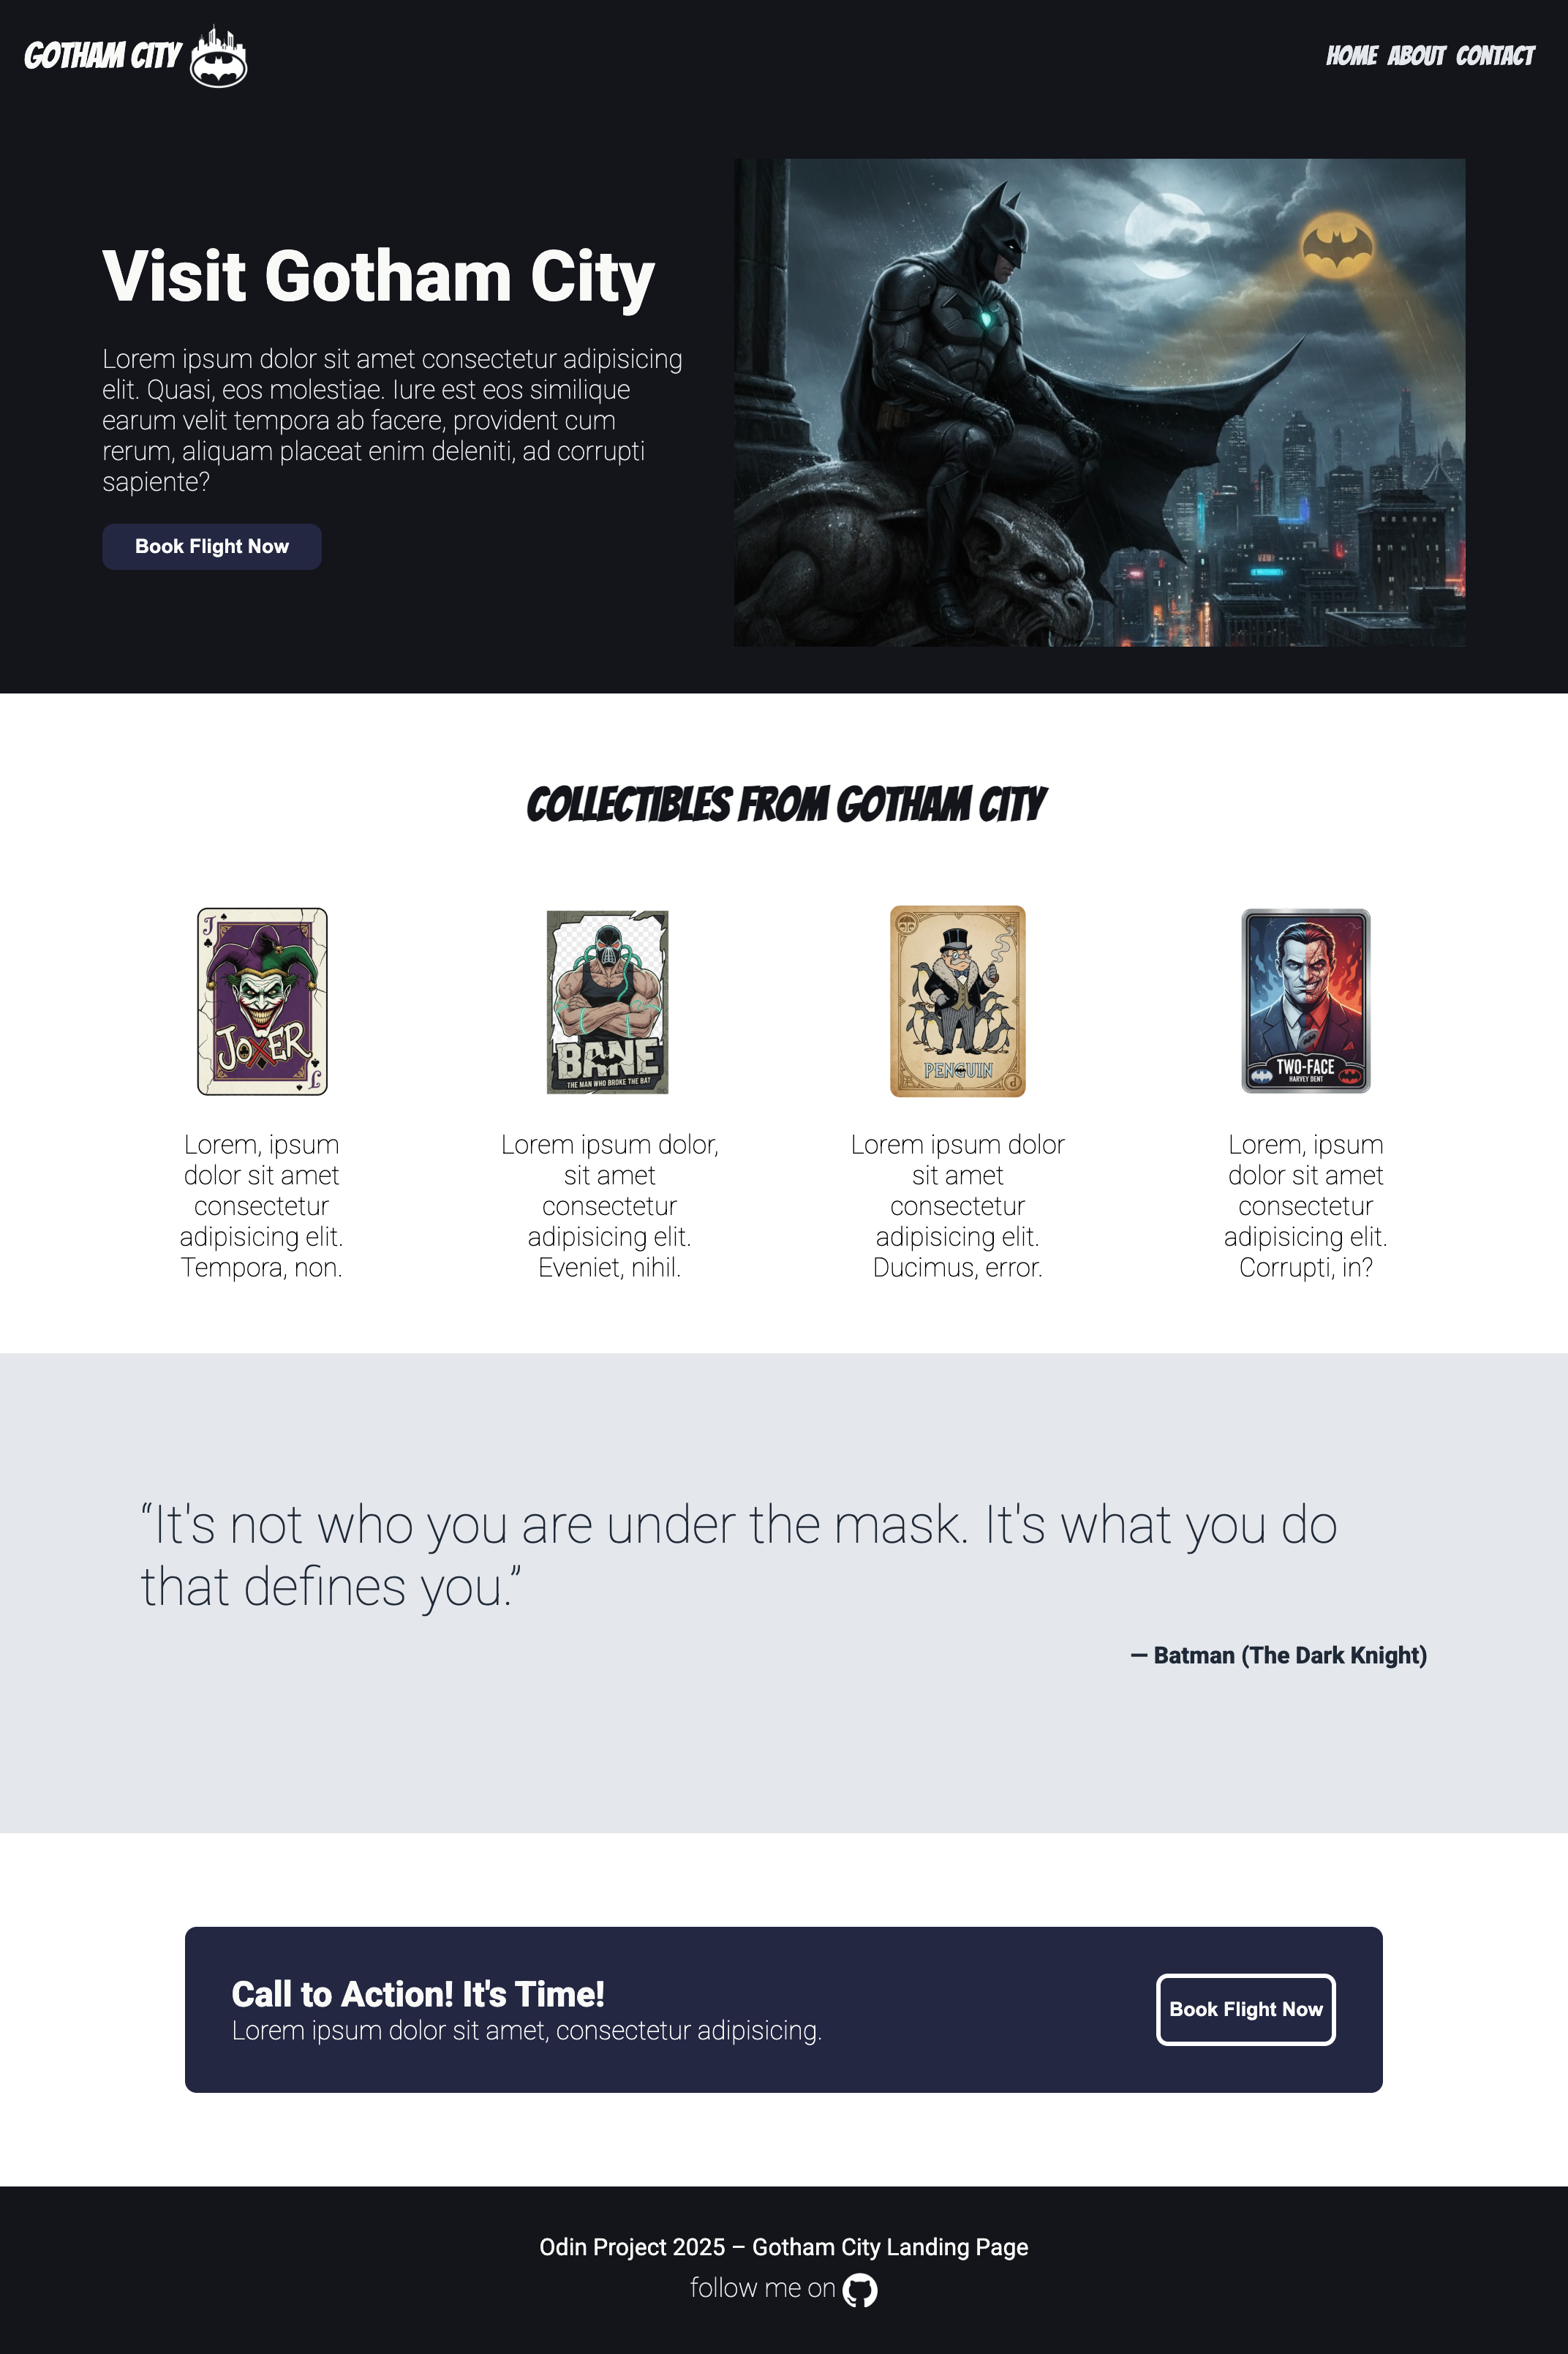 GOTHAM CITY
HOME ABOUT CONTACT
Visit Gotham City
Lorem ipsum dolor sit amet consectetur adipisicing
elit. Quasi, eos molestiae. Iure est eos similique
earum velit tempora ab facere, provident cum
rerum, aliquam placeat enim deleniti, ad corrupti
sapiente?
Book Flight Now
COLLECTIBLES FROM GOTHAM CITY
J
JOXER
J
BANE
THE MAN WHO BROKE THE BAT
PENGUIN
d
TWO-FACE
HARVEY DENT
Lorem, ipsum
dolor sit amet
consectetur
adipisicing elit.
Tempora, non.
Lorem ipsum dolor,
sit amet
consectetur
adipisicing elit.
Eveniet, nihil.
Lorem ipsum dolor
sit amet
consectetur
adipisicing elit.
Ducimus, error.
Lorem, ipsum
dolor sit amet
consectetur
adipisicing elit.
Corrupti, in?
“It's not who you are under the mask. It's what you do
that defines you.”
— Batman (The Dark Knight)
Call to Action! It's Time!
Lorem ipsum dolor sit amet, consectetur adipisicing.
Book Flight Now
Odin Project 2025 – Gotham City Landing Page
follow me on